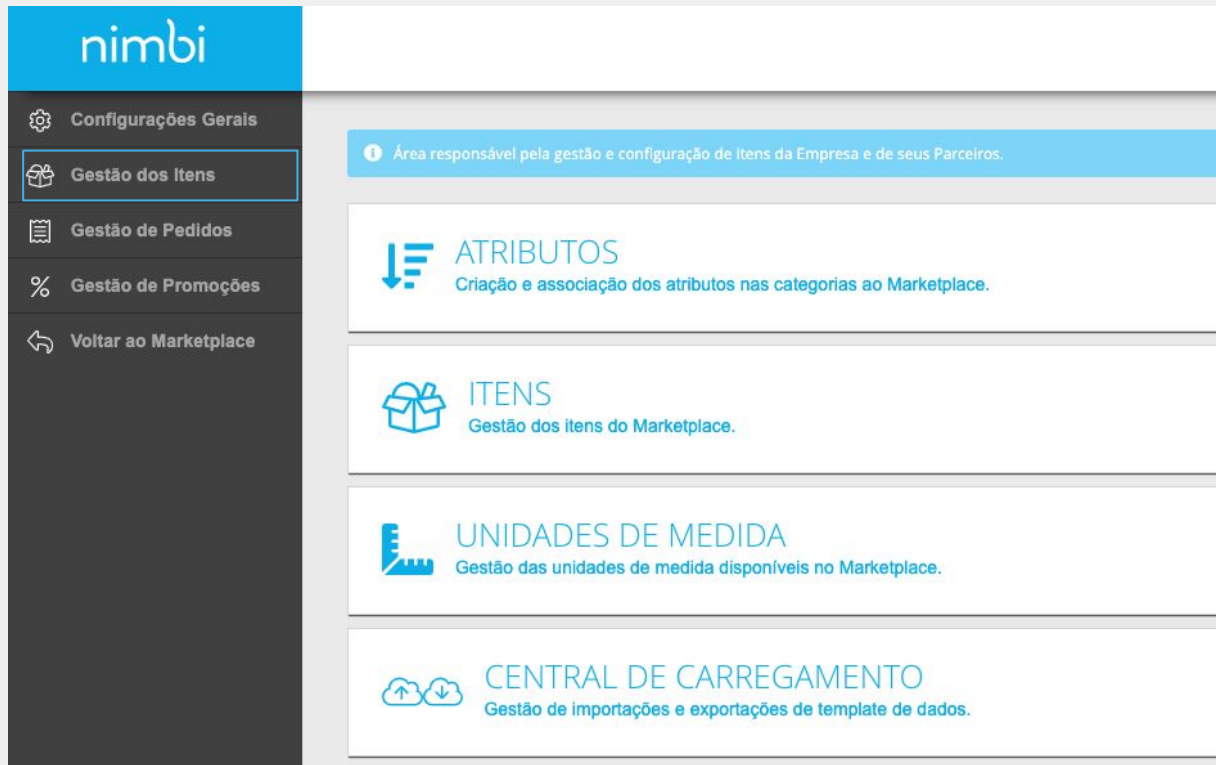 nimbi
Configurações Gerais
Gestão dos Itens
Gestão de Pedidos
Gestão de Promoções
Voltar ao Marketplace
Área responsável pela gestão e configuração de itens da Empresa e de seus Parceiros.
ATRIBUTOS
Criação e associação dos atributos nas categorias ao Marketplace.
ITENS
Gestão dos itens do Marketplace.
UNIDADES DE MEDIDA
Gestão das unidades de medida disponíveis no Marketplace.
CENTRAL DE CARREGAMENTO
Gestão de importações e exportações de template de dados.